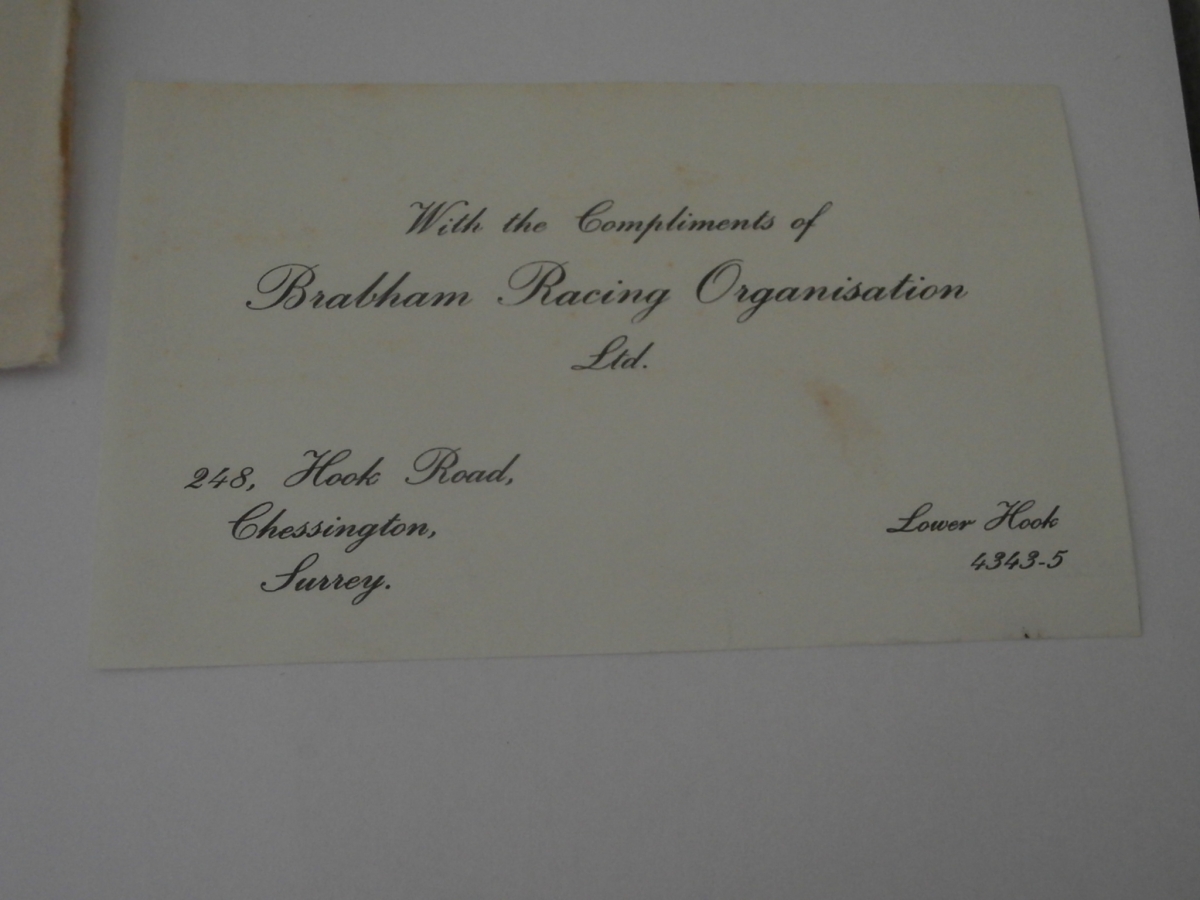 With the Compliments of
Brabham Racing Organisation
Ltd.
248, Hook Road,
Chessington,
Surrey.
Lower Hook
4343-5